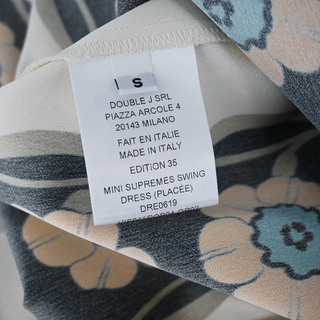 S
DOUBLE J SRL
PIAZZA ARCOLE 4
20143 MILANO
FAIT EN ITALIE
MADE IN ITALY
EDITION 35
MINI SUPREMES SWING
DRESS (PLACÉE)
DRE0619